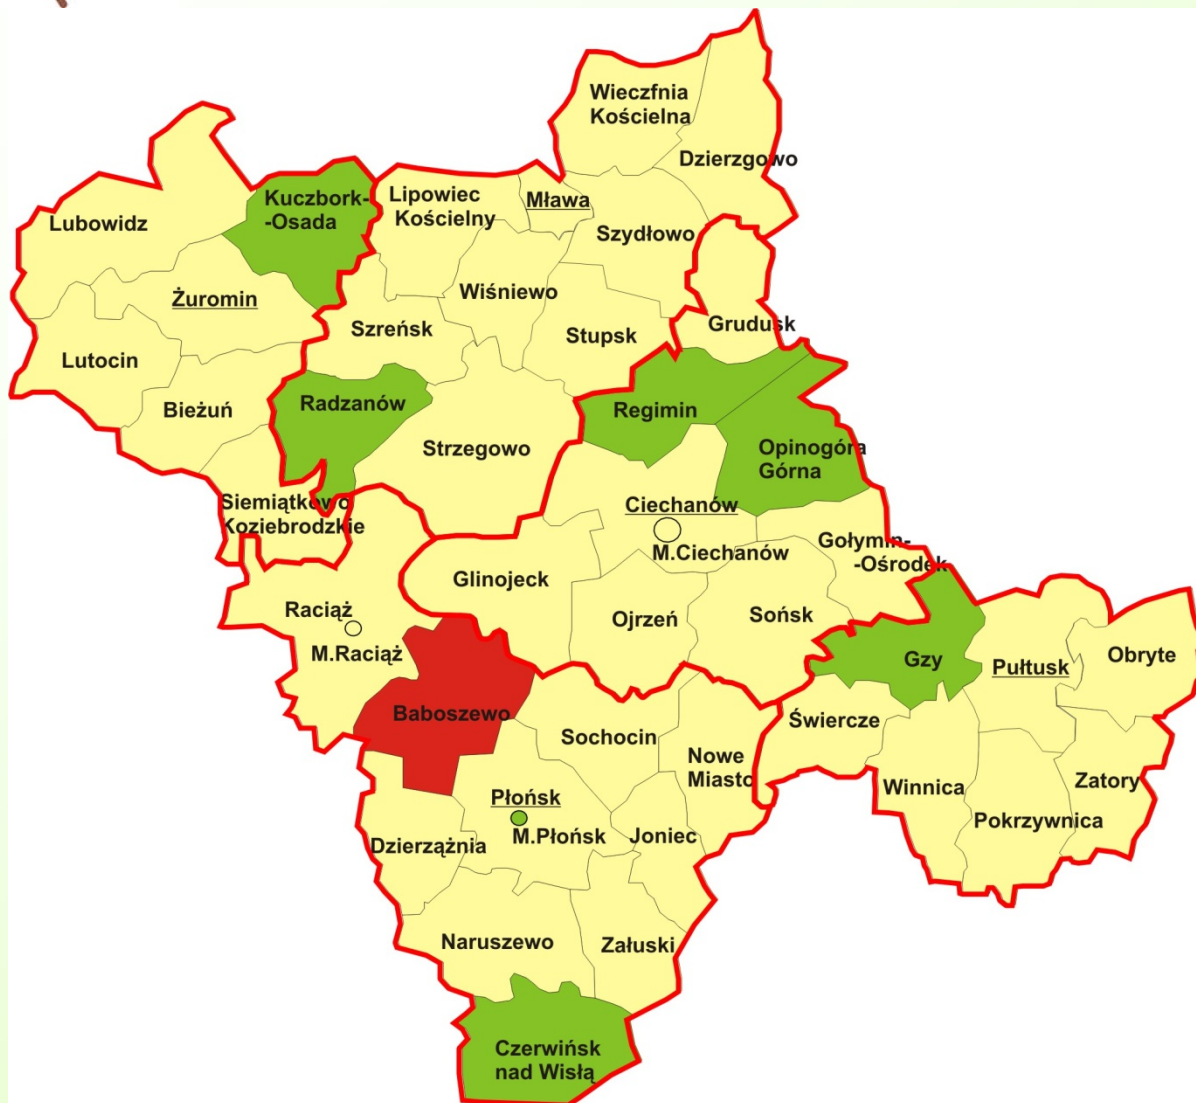 Wieczfnia
Kościelna
Dzierzgowo
Kuczbork-
-Osada
Lipowiec
Kościelny
Mława
Lubowidz
Szydłowo
Żuromin
Wiśniewo
Szreńsk
Stupsk
Grudusk
Lutocin
Bieżuń
Radzanów
Regimin
Strzegowo
Opinogóra
Górna
Siemiątkowo
Koziebrodzkie
Ciechanów
M.Ciechanów
Gołymin-
-Ośrodek
Glinojeck
Raciąż
M.Raciąż
Ojrzeń
Sońsk
Gzy
Pułtusk
Obryte
Baboszewo
Sochocin
Świercze
Nowe
Miasto
Winnica
Zatory
Płońsk
M.Płońsk
Joniec
Pokrzywnica
Dzierzążnia
Naruszewo
Załuski
Czerwińsk
nad Wisłą